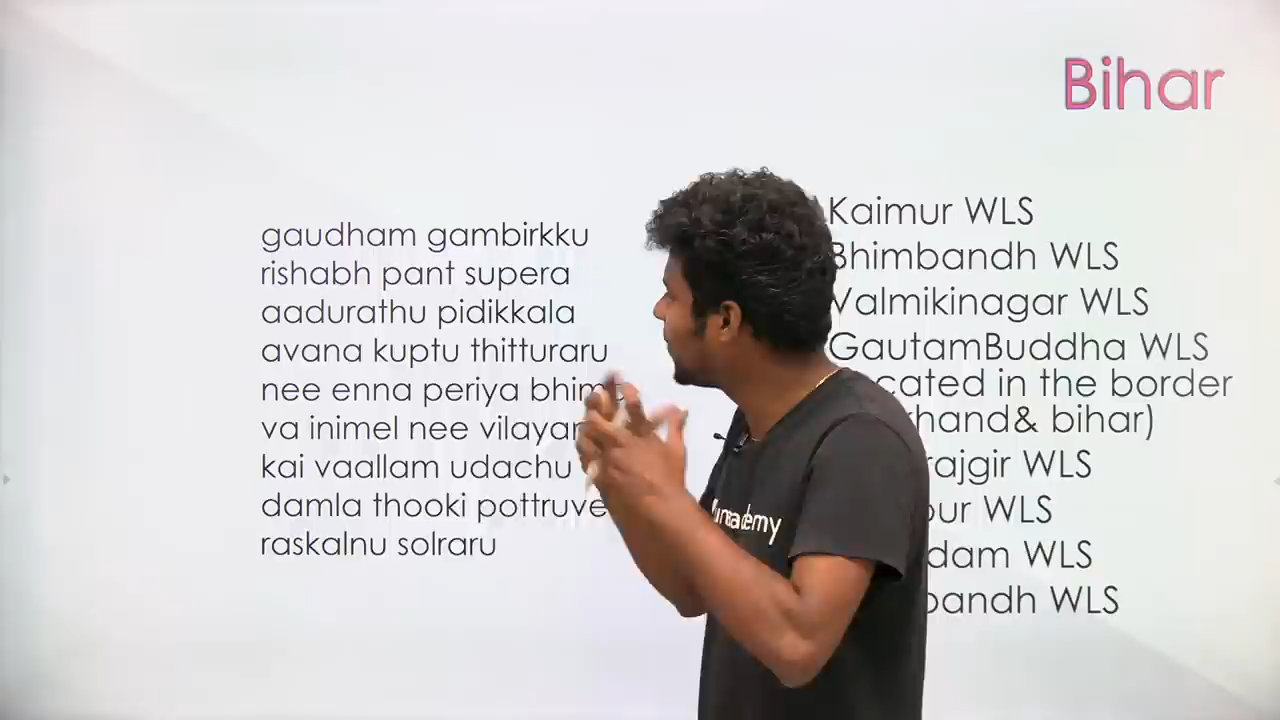 Bihar
gaudham gambirkku
rishabh pant supera
aadurathu pidikkala
avana kuptu thitturaru
nee enna periya
va inimel nee
kai vaallam udachu
damla thooki
raskalnu solraru
Kaimur WLS
Bhimbandh WLS
Valmikinagar WLS
GautamBuddha WLS
in the border
& bihar)
rajgir WLS
WLS
dam WLS
WLS